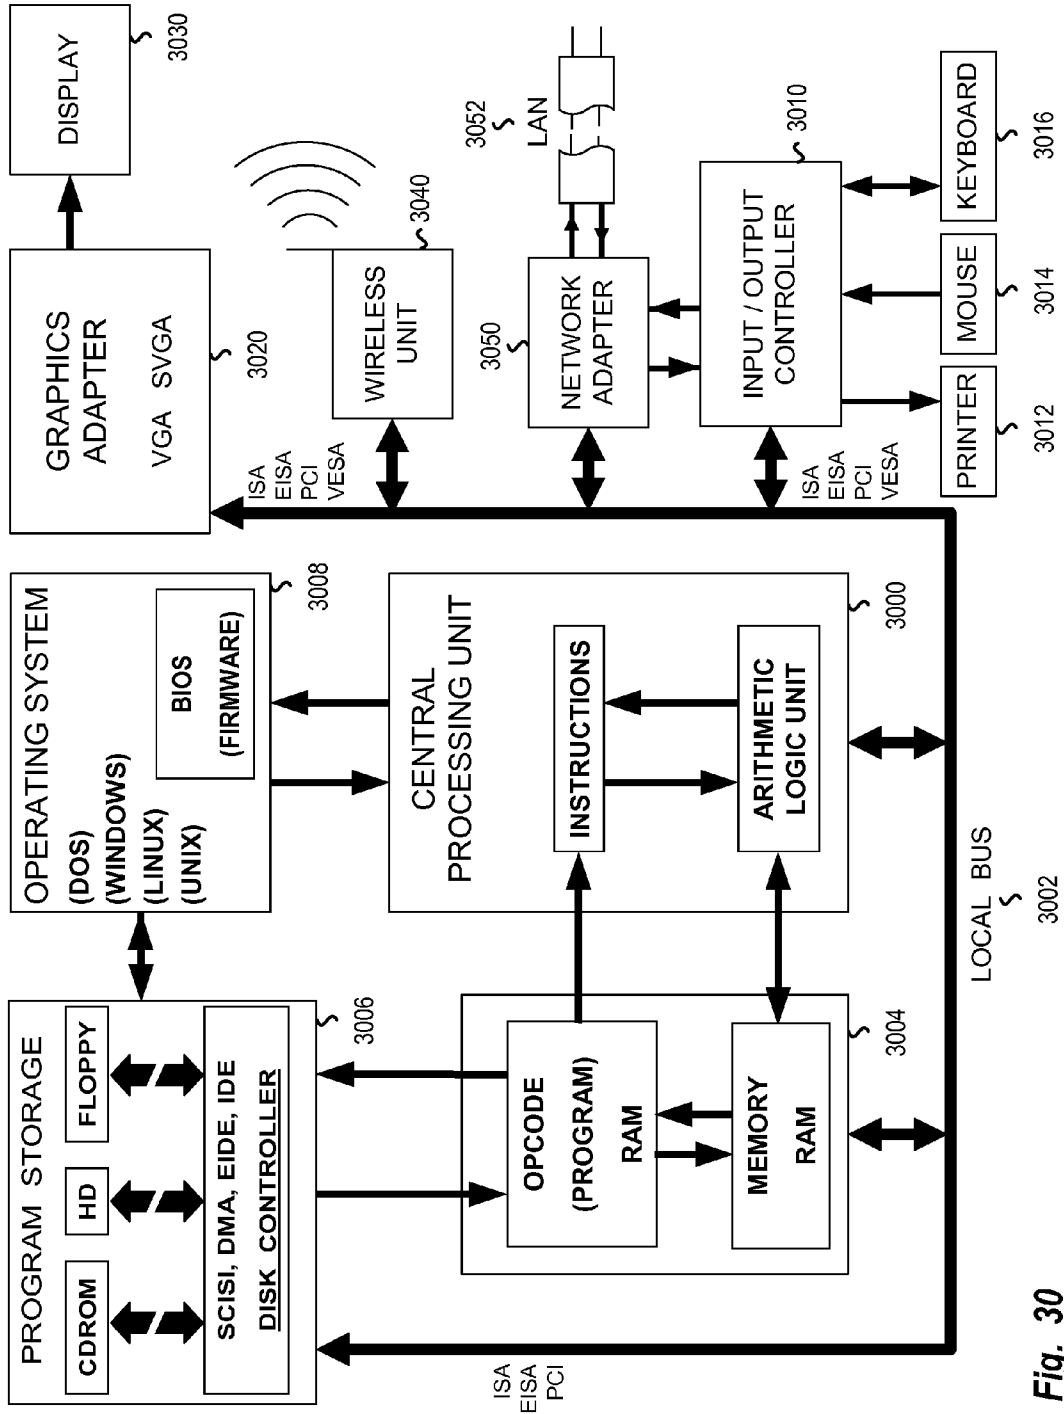 PROGRAM STORAGE
CDROM
HD
FLOPPY
SCISI, DMA, EIDE, IDE
DISK CONTROLLER
3006
OPERATING SYSTEM
(DOS)
(WINDOWS)
(LINUX)
(UNIX)
BIOS
(FIRMWARE)
3008
GRAPHICS
ADAPTER
VGA SVGA
3020
DISPLAY
3030
ISA
EISA
PCI
VESA
WIRELESS
UNIT
3040
CENTRAL
PROCESSING UNIT
INSTRUCTIONS
ARITHMETIC
LOGIC UNIT
3000
OPCODE
(PROGRAM)
RAM
MEMORY
RAM
3004
3050
NETWORK
ADAPTER
3052
LAN
INPUT / OUTPUT
CONTROLLER
3010
ISA
EISA
PCI
VESA
PRINTER
3012
MOUSE
3014
KEYBOARD
3016
ISA
EISA
PCI
LOCAL BUS
3002
Fig. 30